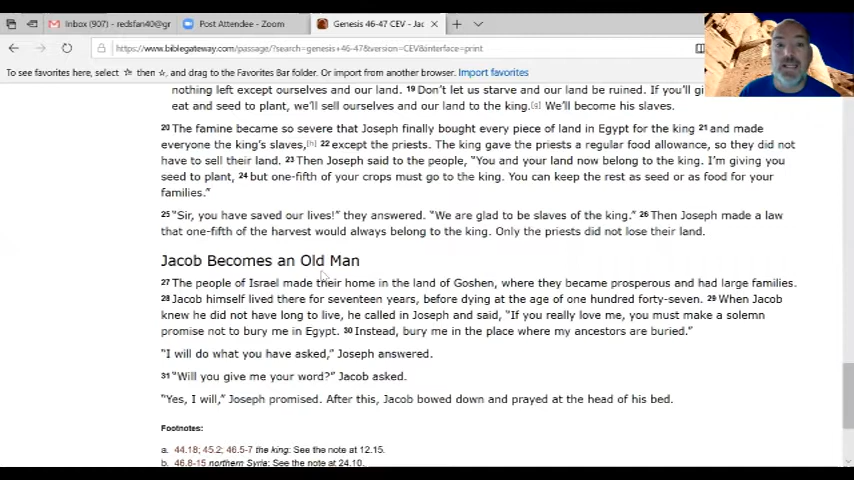 Inbox (907) - redsfan40@gr
Post Attendee - Zoom
Genesis 46-47 CEV - Jac
https://www.biblegateway.com/passage/?search=genesis+46-47&version=CEV&interface=print
To see favorites here, select then , and drag to the Favorites Bar folder. Or import from another browser. Import favorites
nothing left except ourselves and our land. 19 Don't let us starve and our land be ruined. If you'll gi
eat and seed to plant, we'll sell ourselves and our land to the king.[g] We'll become his slaves.
20 The famine became so severe that Joseph finally bought every piece of land in Egypt for the king 21 and made
everyone the king's slaves,[h] 22 except the priests. The king gave the priests a regular food allowance, so they did not
have to sell their land. 23 Then Joseph said to the people, "You and your land now belong to the king. I'm giving you
seed to plant, 24 but one-fifth of your crops must go to the king. You can keep the rest as seed or as food for your
families."
25 "Sir, you have saved our lives!" they answered. "We are glad to be slaves of the king." 26 Then Joseph made a law
that one-fifth of the harvest would always belong to the king. Only the priests did not lose their land.
Jacob Becomes an Old Man
27 The people of Israel made their home in the land of Goshen, where they became prosperous and had large families.
28 Jacob himself lived there for seventeen years, before dying at the age of one hundred forty-seven. 29 When Jacob
knew he did not have long to live, he called in Joseph and said, "If you really love me, you must make a solemn
promise not to bury me in Egypt. 30 Instead, bury me in the place where my ancestors are buried."
"I will do what you have asked," Joseph answered.
31 "Will you give me your word?" Jacob asked.
"Yes, I will," Joseph promised. After this, Jacob bowed down and prayed at the head of his bed.
Footnotes:
a. 44.18; 45.2; 46.5-7 the king: See the note at 12.15.
b. 46.8-15 northern Syria: See the note at 24.10.